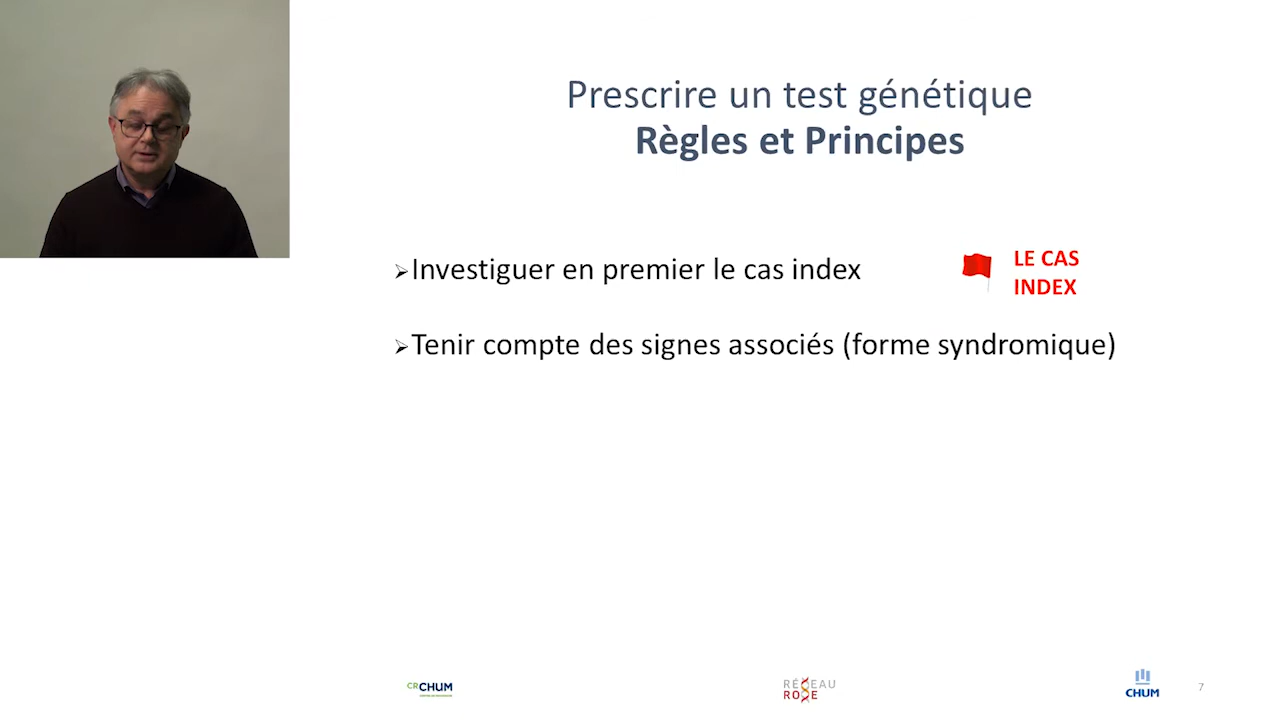 Prescrire un test génétique
Règles et Principes
➢Investiguer en premier le cas index
LE CAS
INDEX
➢Tenir compte des signes associés (forme syndromique)
CRCHUM
RÉSEAU
ROSE
CHUM
7